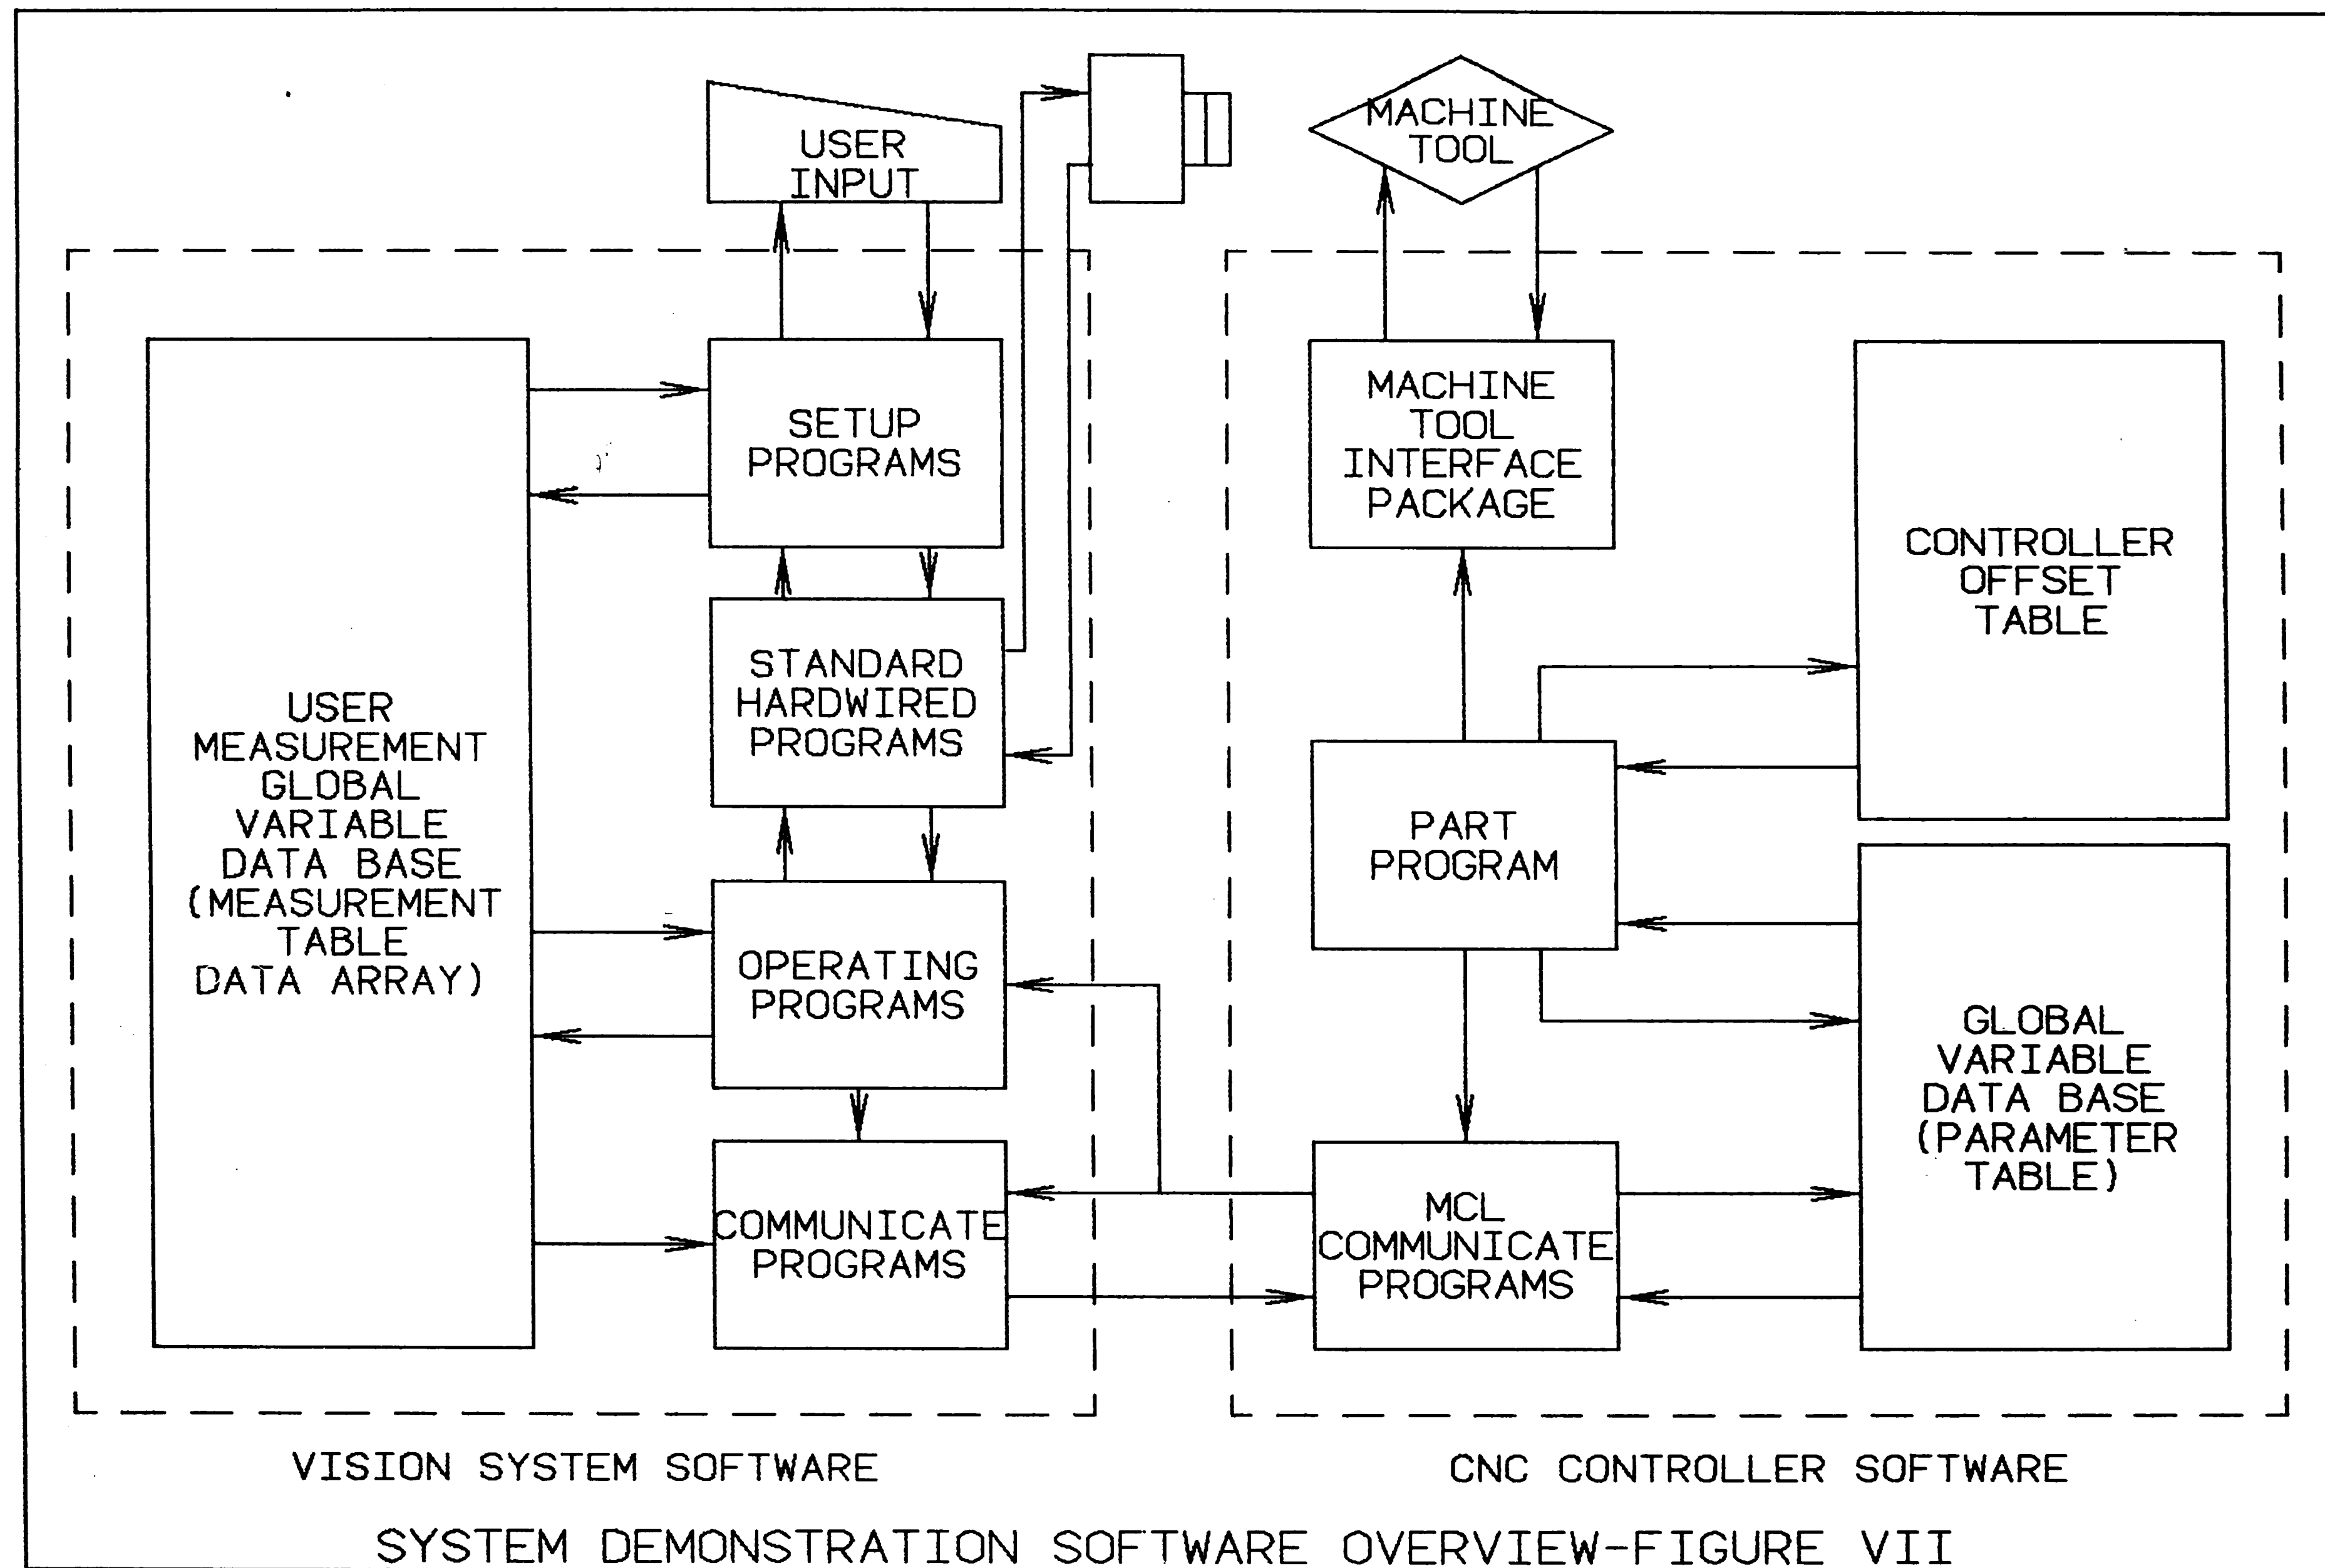 USER
INPUT
MACHINE
TOOL
SETUP
PROGRAMS
MACHINE
TOOL
INTERFACE
PACKAGE
CONTROLLER
OFFSET
TABLE
STANDARD
HARDWIRED
PROGRAMS
USER
MEASUREMENT
GLOBAL
VARIABLE
DATA BASE
(MEASUREMENT
TABLE
DATA ARRAY)
PART
PROGRAM
OPERATING
PROGRAMS
GLOBAL
VARIABLE
DATA BASE
(PARAMETER
TABLE)
COMMUNICATE
PROGRAMS
MCL
COMMUNICATE
PROGRAMS
VISION SYSTEM SOFTWARE
CNC CONTROLLER SOFTWARE
SYSTEM DEMONSTRATION SOFTWARE OVERVIEW-FIGURE VII